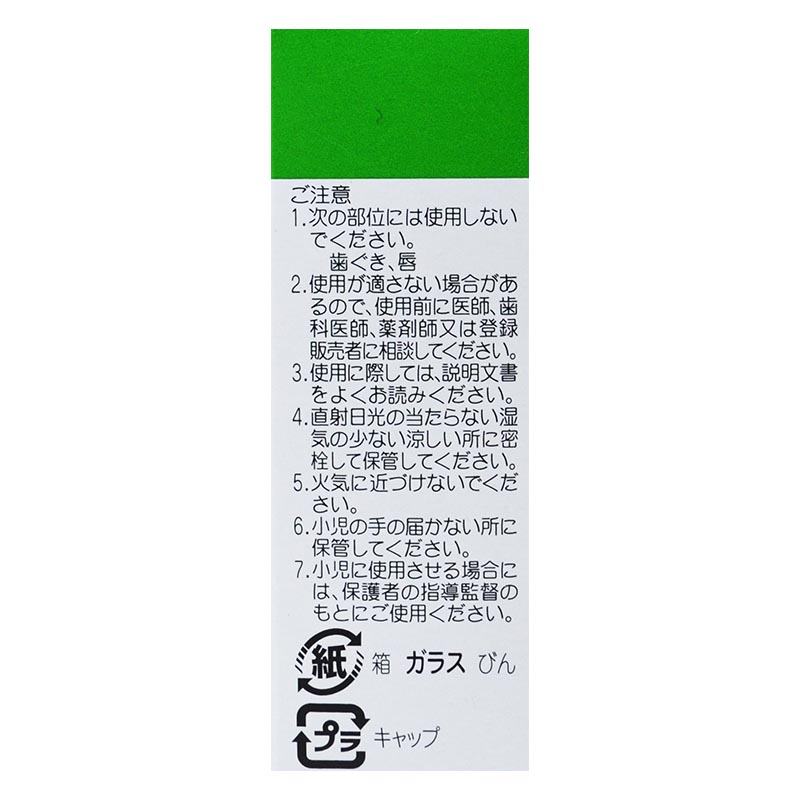 ご注意
1.次の部位には使用しない
でください。
歯ぐき、唇
2.使用が適さない場合があ
るので、使用前に医師、歯
科医師、薬剤師又は登録
販売者に相談してください。
3.使用に際しては、説明文書
をよくお読みください。
4.直射日光の当たらない湿
気の少ない涼しい所に密
栓して保管してください。
5.火気に近づけないでくだ
さい。
6.小児の手の届かない所に
保管してください。
7.小児に使用させる場合に
は、保護者の指導監督の
もとにご使用ください。
紙 箱 ガラス びん
プラ キャップ